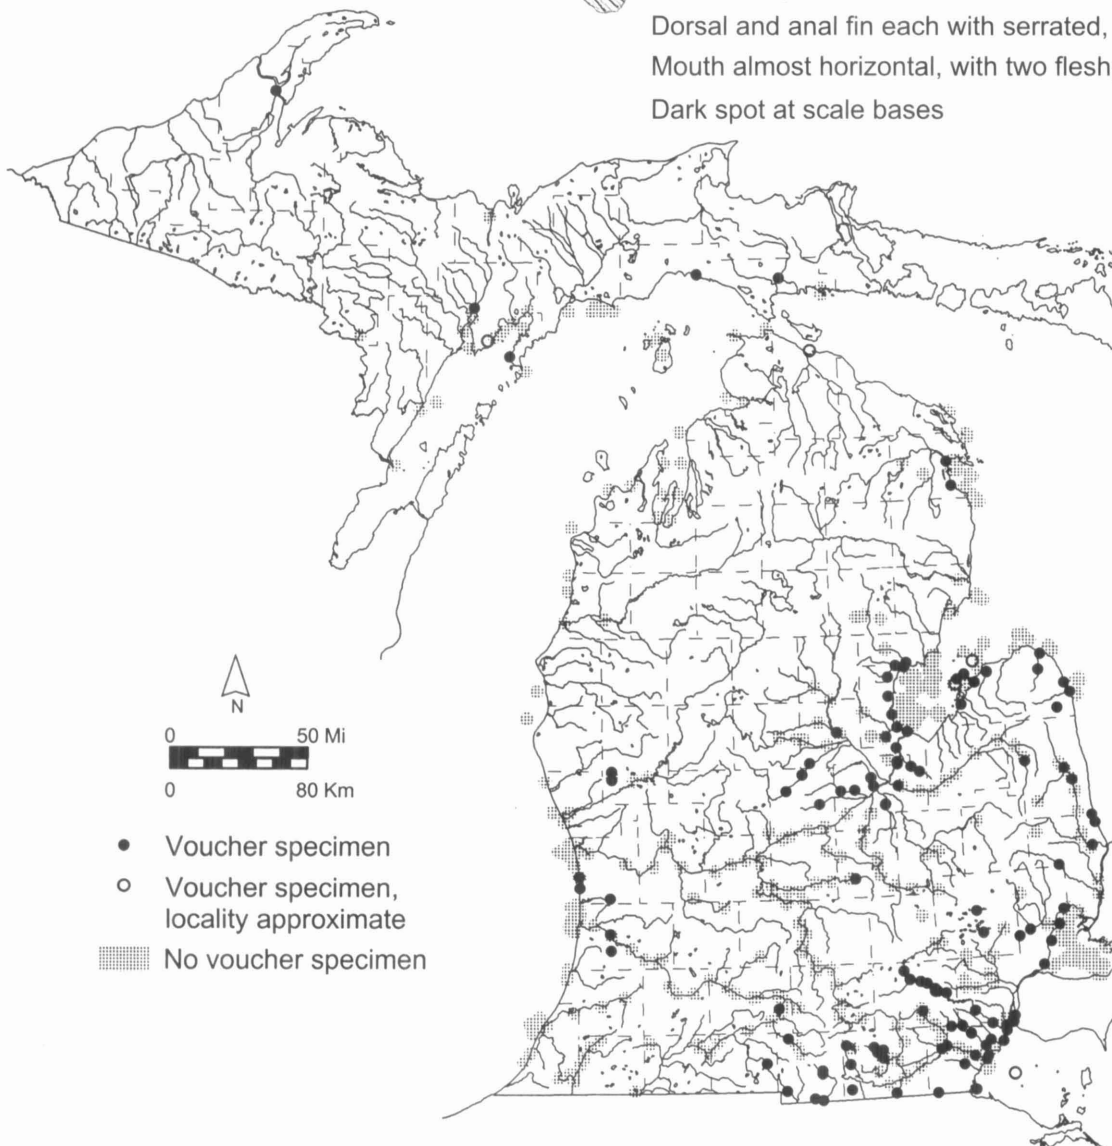 Dorsal and anal fin each with serrated,
Mouth almost horizontal, with two flesh
Dark spot at scale bases
N
0 50 Mi
0 80 Km
Voucher specimen
Voucher specimen,
locality approximate
No voucher specimen